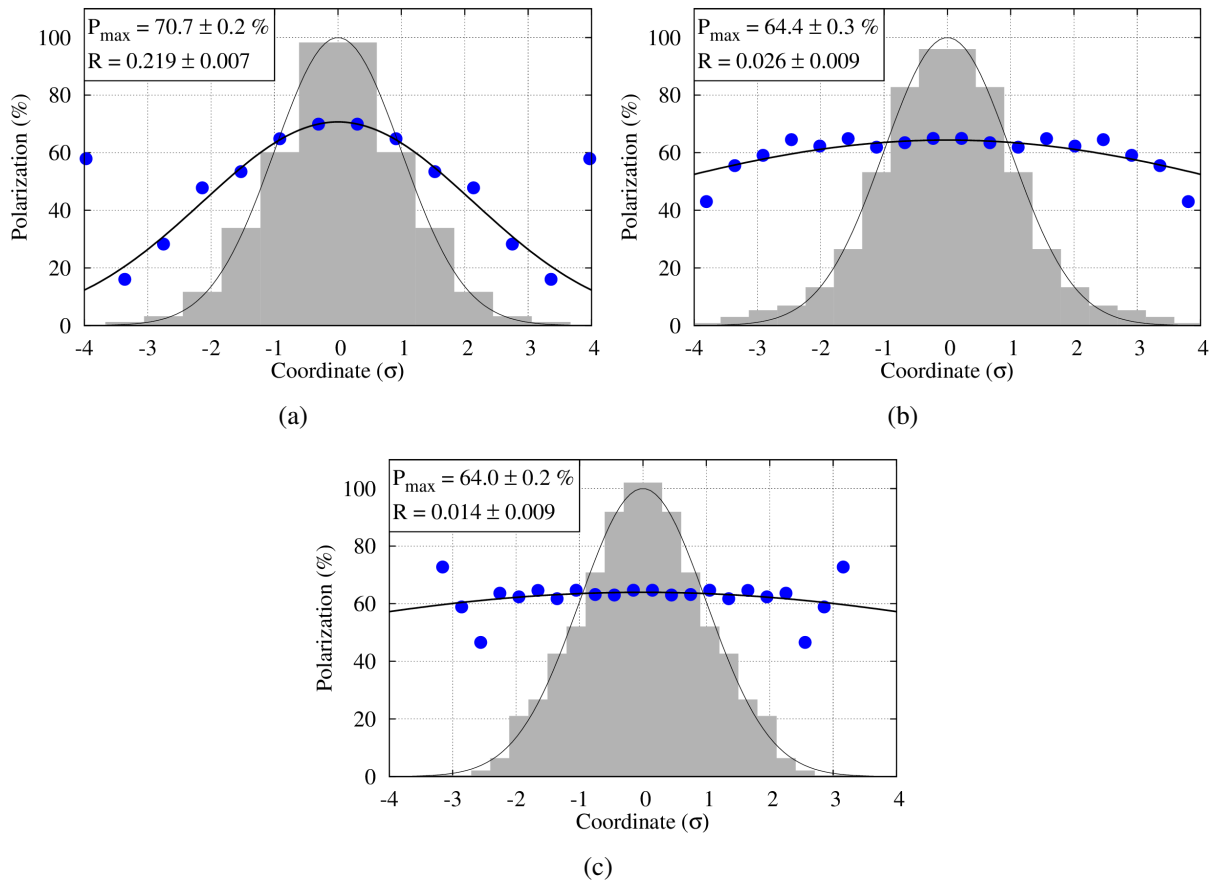 P_max = 70.7 ± 0.2 %
R = 0.219 ± 0.007
Polarization (%)
100
80
60
40
20
0
-4 -3 -2 -1 0 1 2 3 4
Coordinate (σ)
(a)
P_max = 64.4 ± 0.3 %
R = 0.026 ± 0.009
Polarization (%)
100
80
60
40
20
0
-4 -3 -2 -1 0 1 2 3 4
Coordinate (σ)
(b)
P_max = 64.0 ± 0.2 %
R = 0.014 ± 0.009
Polarization (%)
100
80
60
40
20
0
-4 -3 -2 -1 0 1 2 3 4
Coordinate (σ)
(c)